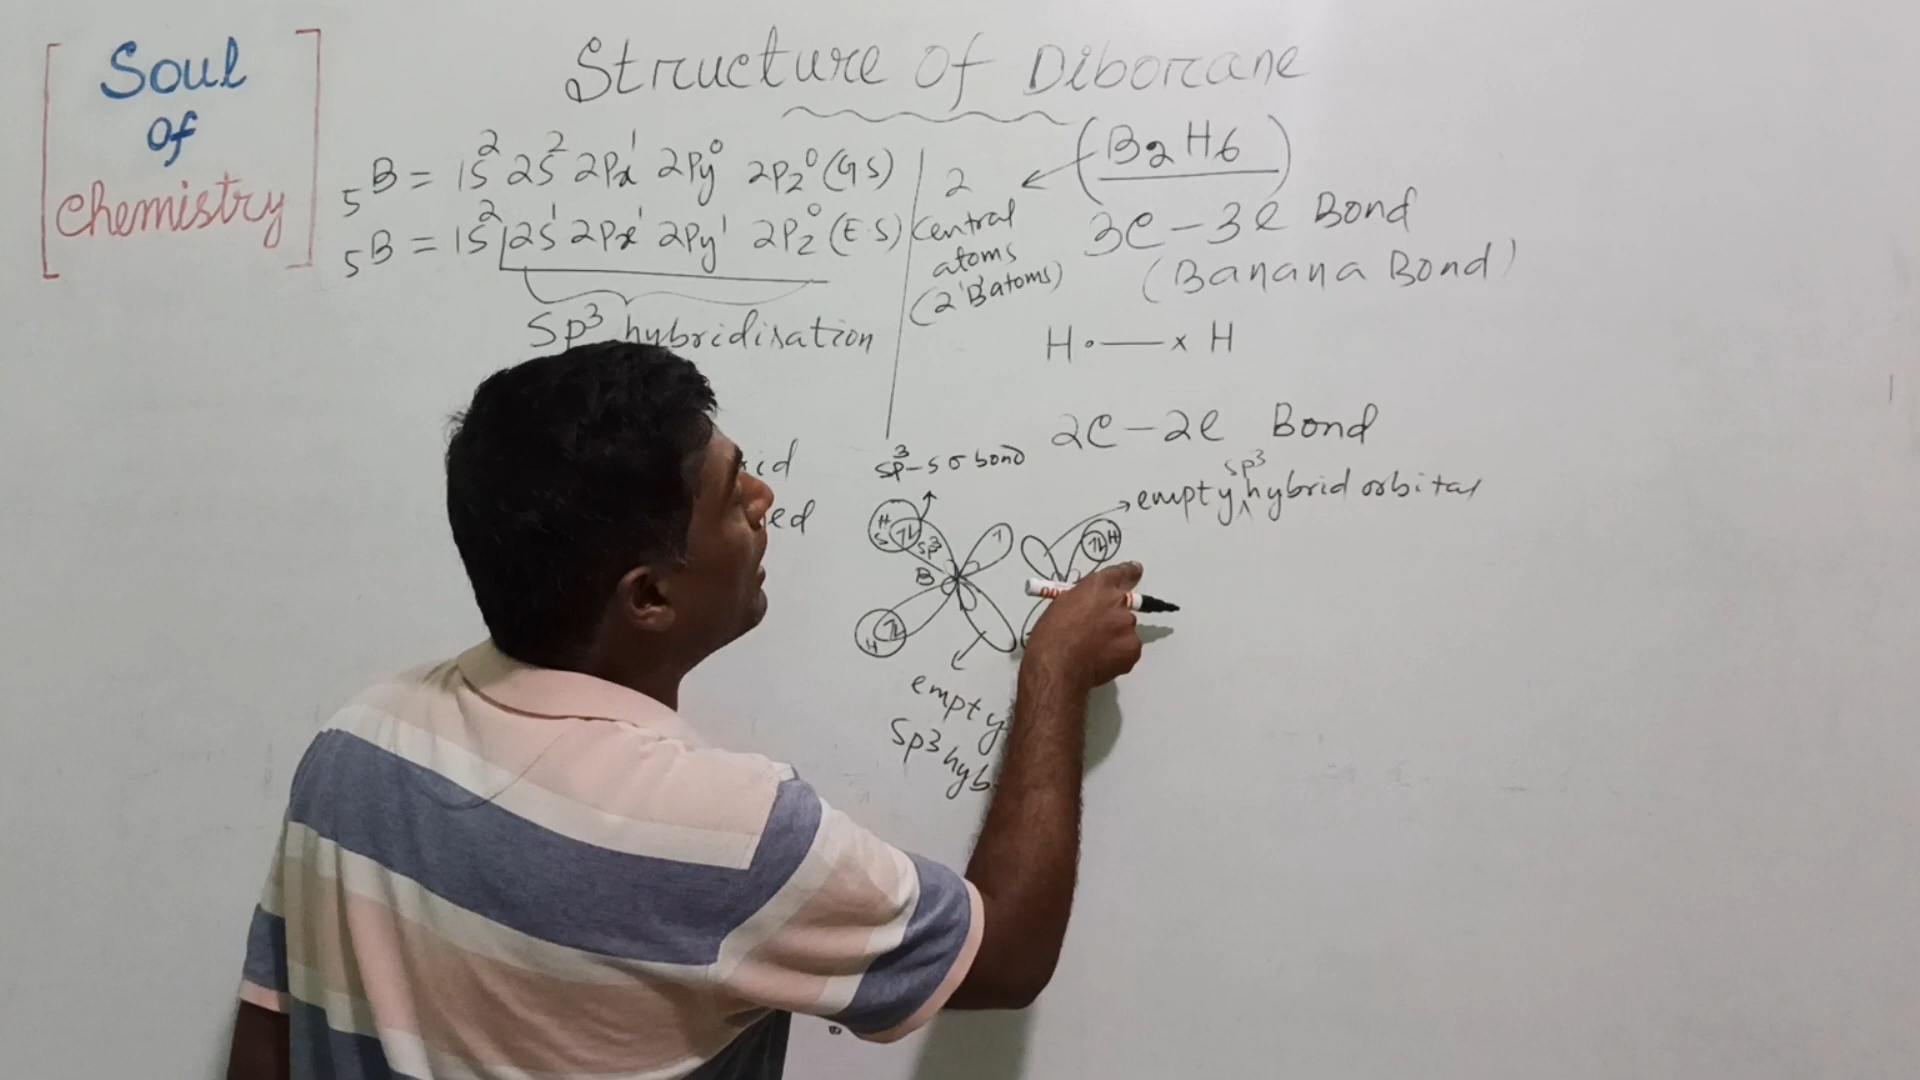 Soul
Of
Chemistry
Structure Of Diborane
(B2H6)
5B = 1S² 2S² 2Px¹ 2Py⁰ 2Pz⁰ (G.S)
5B = 1S² 2S¹ 2Px¹ 2Py¹ 2Pz⁰ (E.S)
Sp³ hybridisation
2
Central
atoms
(2 'B' atoms)
3C-3e Bond
(Banana Bond)
H •—x H
2C-2e Bond
Sp³-s σ bond
sp³
empty hybrid orbital
H
S
Sp³
B
H
H
1
empty
Sp³ hyb